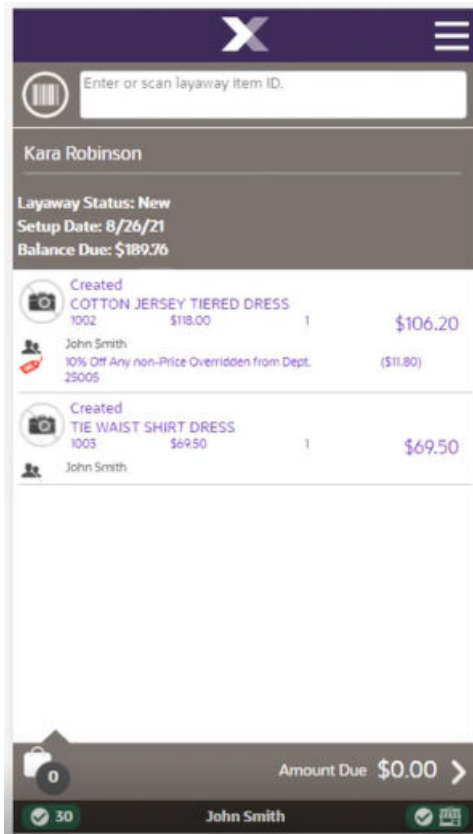 Enter or scan layaway item ID.
Kara Robinson
Layaway Status: New
Setup Date: 8/26/21
Balance Due: $189.76
Created
COTTON JERSEY TIERED DRESS
1002 $118.00 1 $106.20
John Smith
10% Off Any non-Price Overridden from Dept. ($11.80)
25005
Created
TIE WAIST SHIRT DRESS
1003 $69.50 1 $69.50
John Smith
0 Amount Due $0.00
30 John Smith